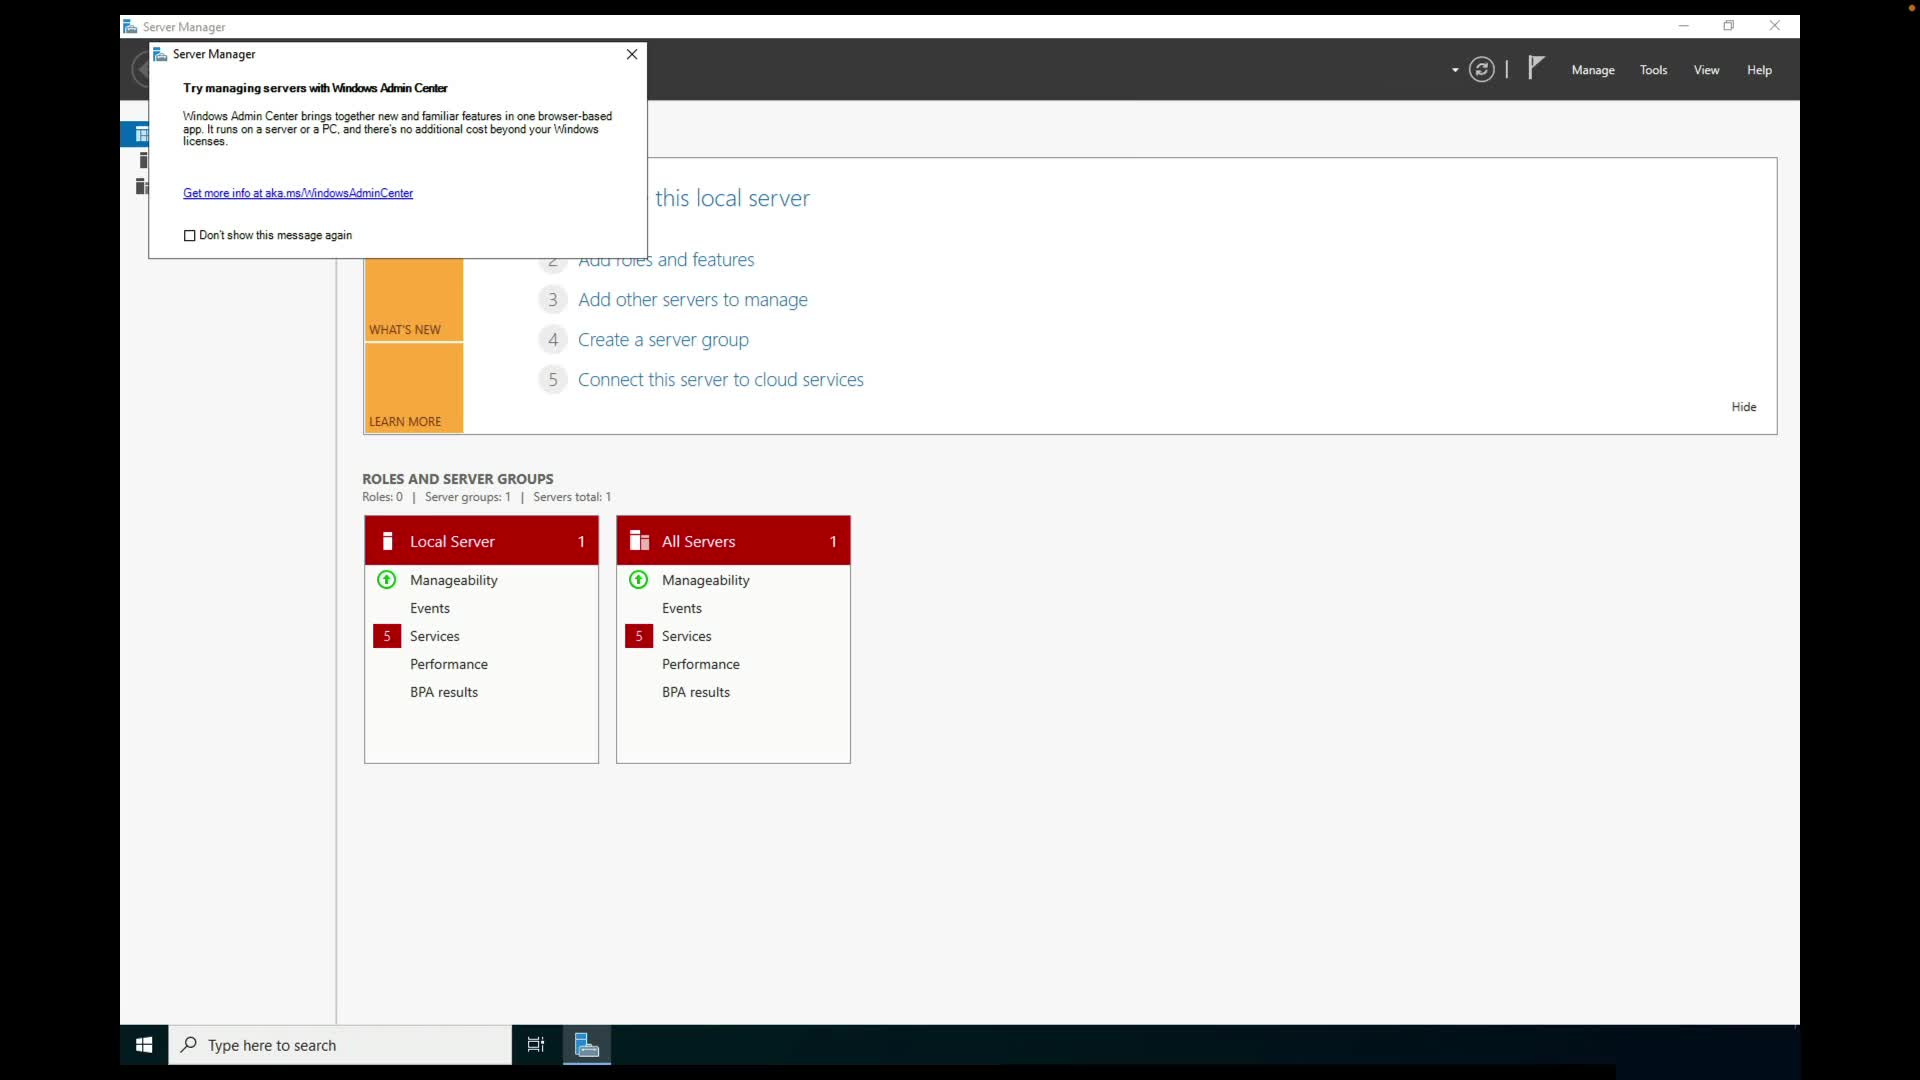 Server Manager
Server Manager
Try managing servers with Windows Admin Center
Windows Admin Center brings together new and familiar features in one browser-based
app. It runs on a server or a PC, and there's no additional cost beyond your Windows
licenses.
Get more info at aka.ms/WindowsAdminCenter
Don't show this message again
Manage Tools View Help
this local server
2 Add roles and features
3 Add other servers to manage
4 Create a server group
5 Connect this server to cloud services
WHAT'S NEW
LEARN MORE
Hide
ROLES AND SERVER GROUPS
Roles: 0 | Server groups: 1 | Servers total: 1
Local Server 1
Manageability
Events
5 Services
Performance
BPA results
All Servers 1
Manageability
Events
5 Services
Performance
BPA results
Type here to search